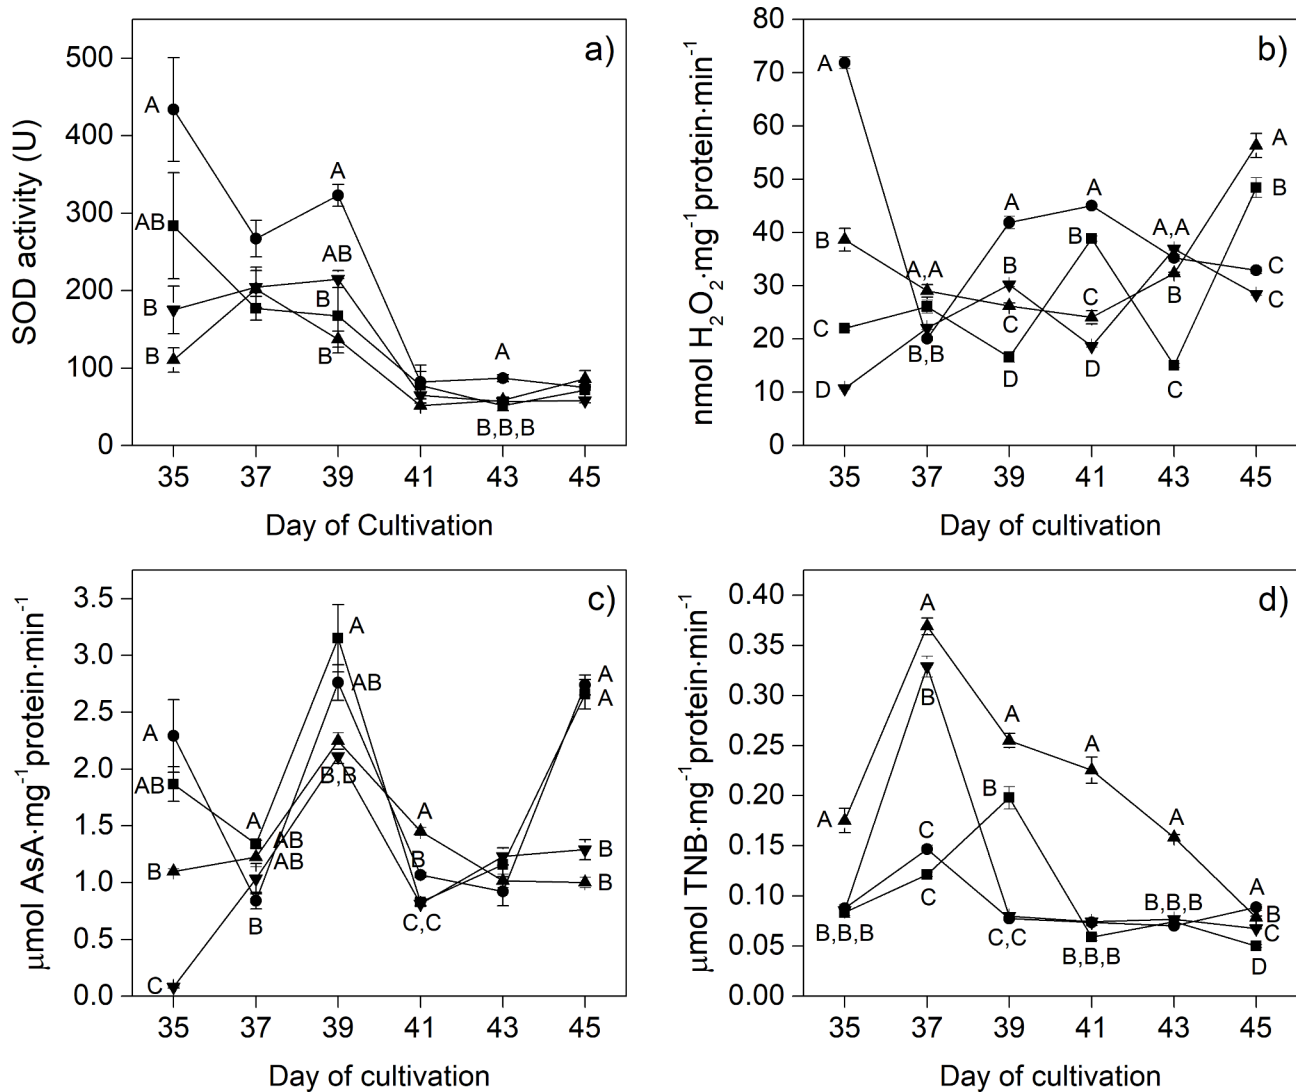 a)
SOD activity (U)
500
400
300
200
100
0
A
AB
B
B
A
AB
B
B
A
B,B,B
35 37 39 41 43 45
Day of Cultivation
b)
nmol H₂O₂·mg⁻¹protein·min⁻¹
80
70
60
50
40
30
20
10
0
A
B
C
D
A,A
B,B
A
B
C
D
A
B
C
D
A,A
B
C
A
B
C
C
35 37 39 41 43 45
Day of cultivation
c)
μmol AsA·mg⁻¹protein·min⁻¹
3.5
3.0
2.5
2.0
1.5
1.0
0.5
0.0
A
AB
B
C
A
AB
AB
B
A
AB
B,B
A
B
C,C
A
A
B
B
35 37 39 41 43 45
Day of cultivation
d)
μmol TNB·mg⁻¹protein·min⁻¹
0.40
0.35
0.30
0.25
0.20
0.15
0.10
0.05
0.00
A
B,B,B
A
B
C
C
A
B
C,C
A
B,B,B
A
B,B,B
A
B
C
D
35 37 39 41 43 45
Day of cultivation